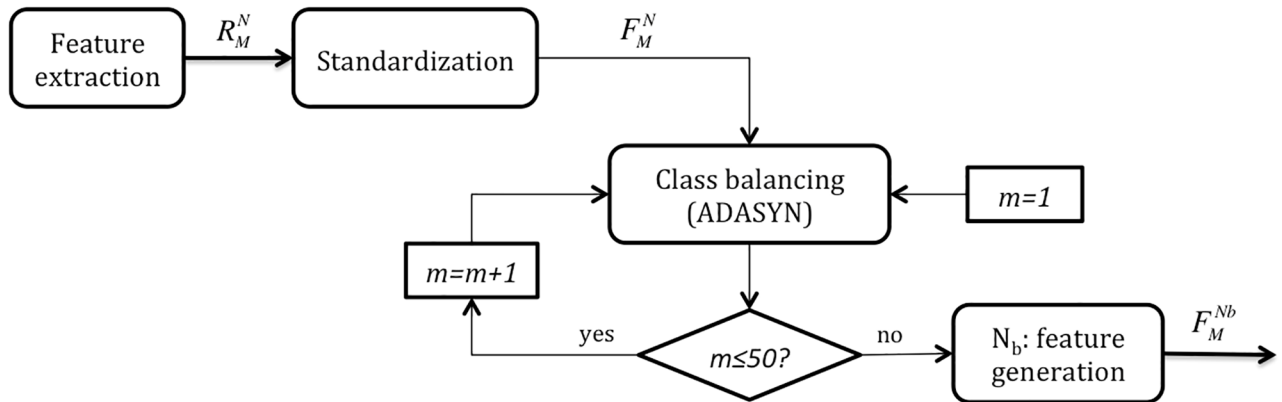 Feature
extraction
R_M^N
Standardization
F_M^N
Class balancing
(ADASYN)
m=1
m=m+1
yes
m≤50?
no
N_b: feature
generation
F_M^{Nb}